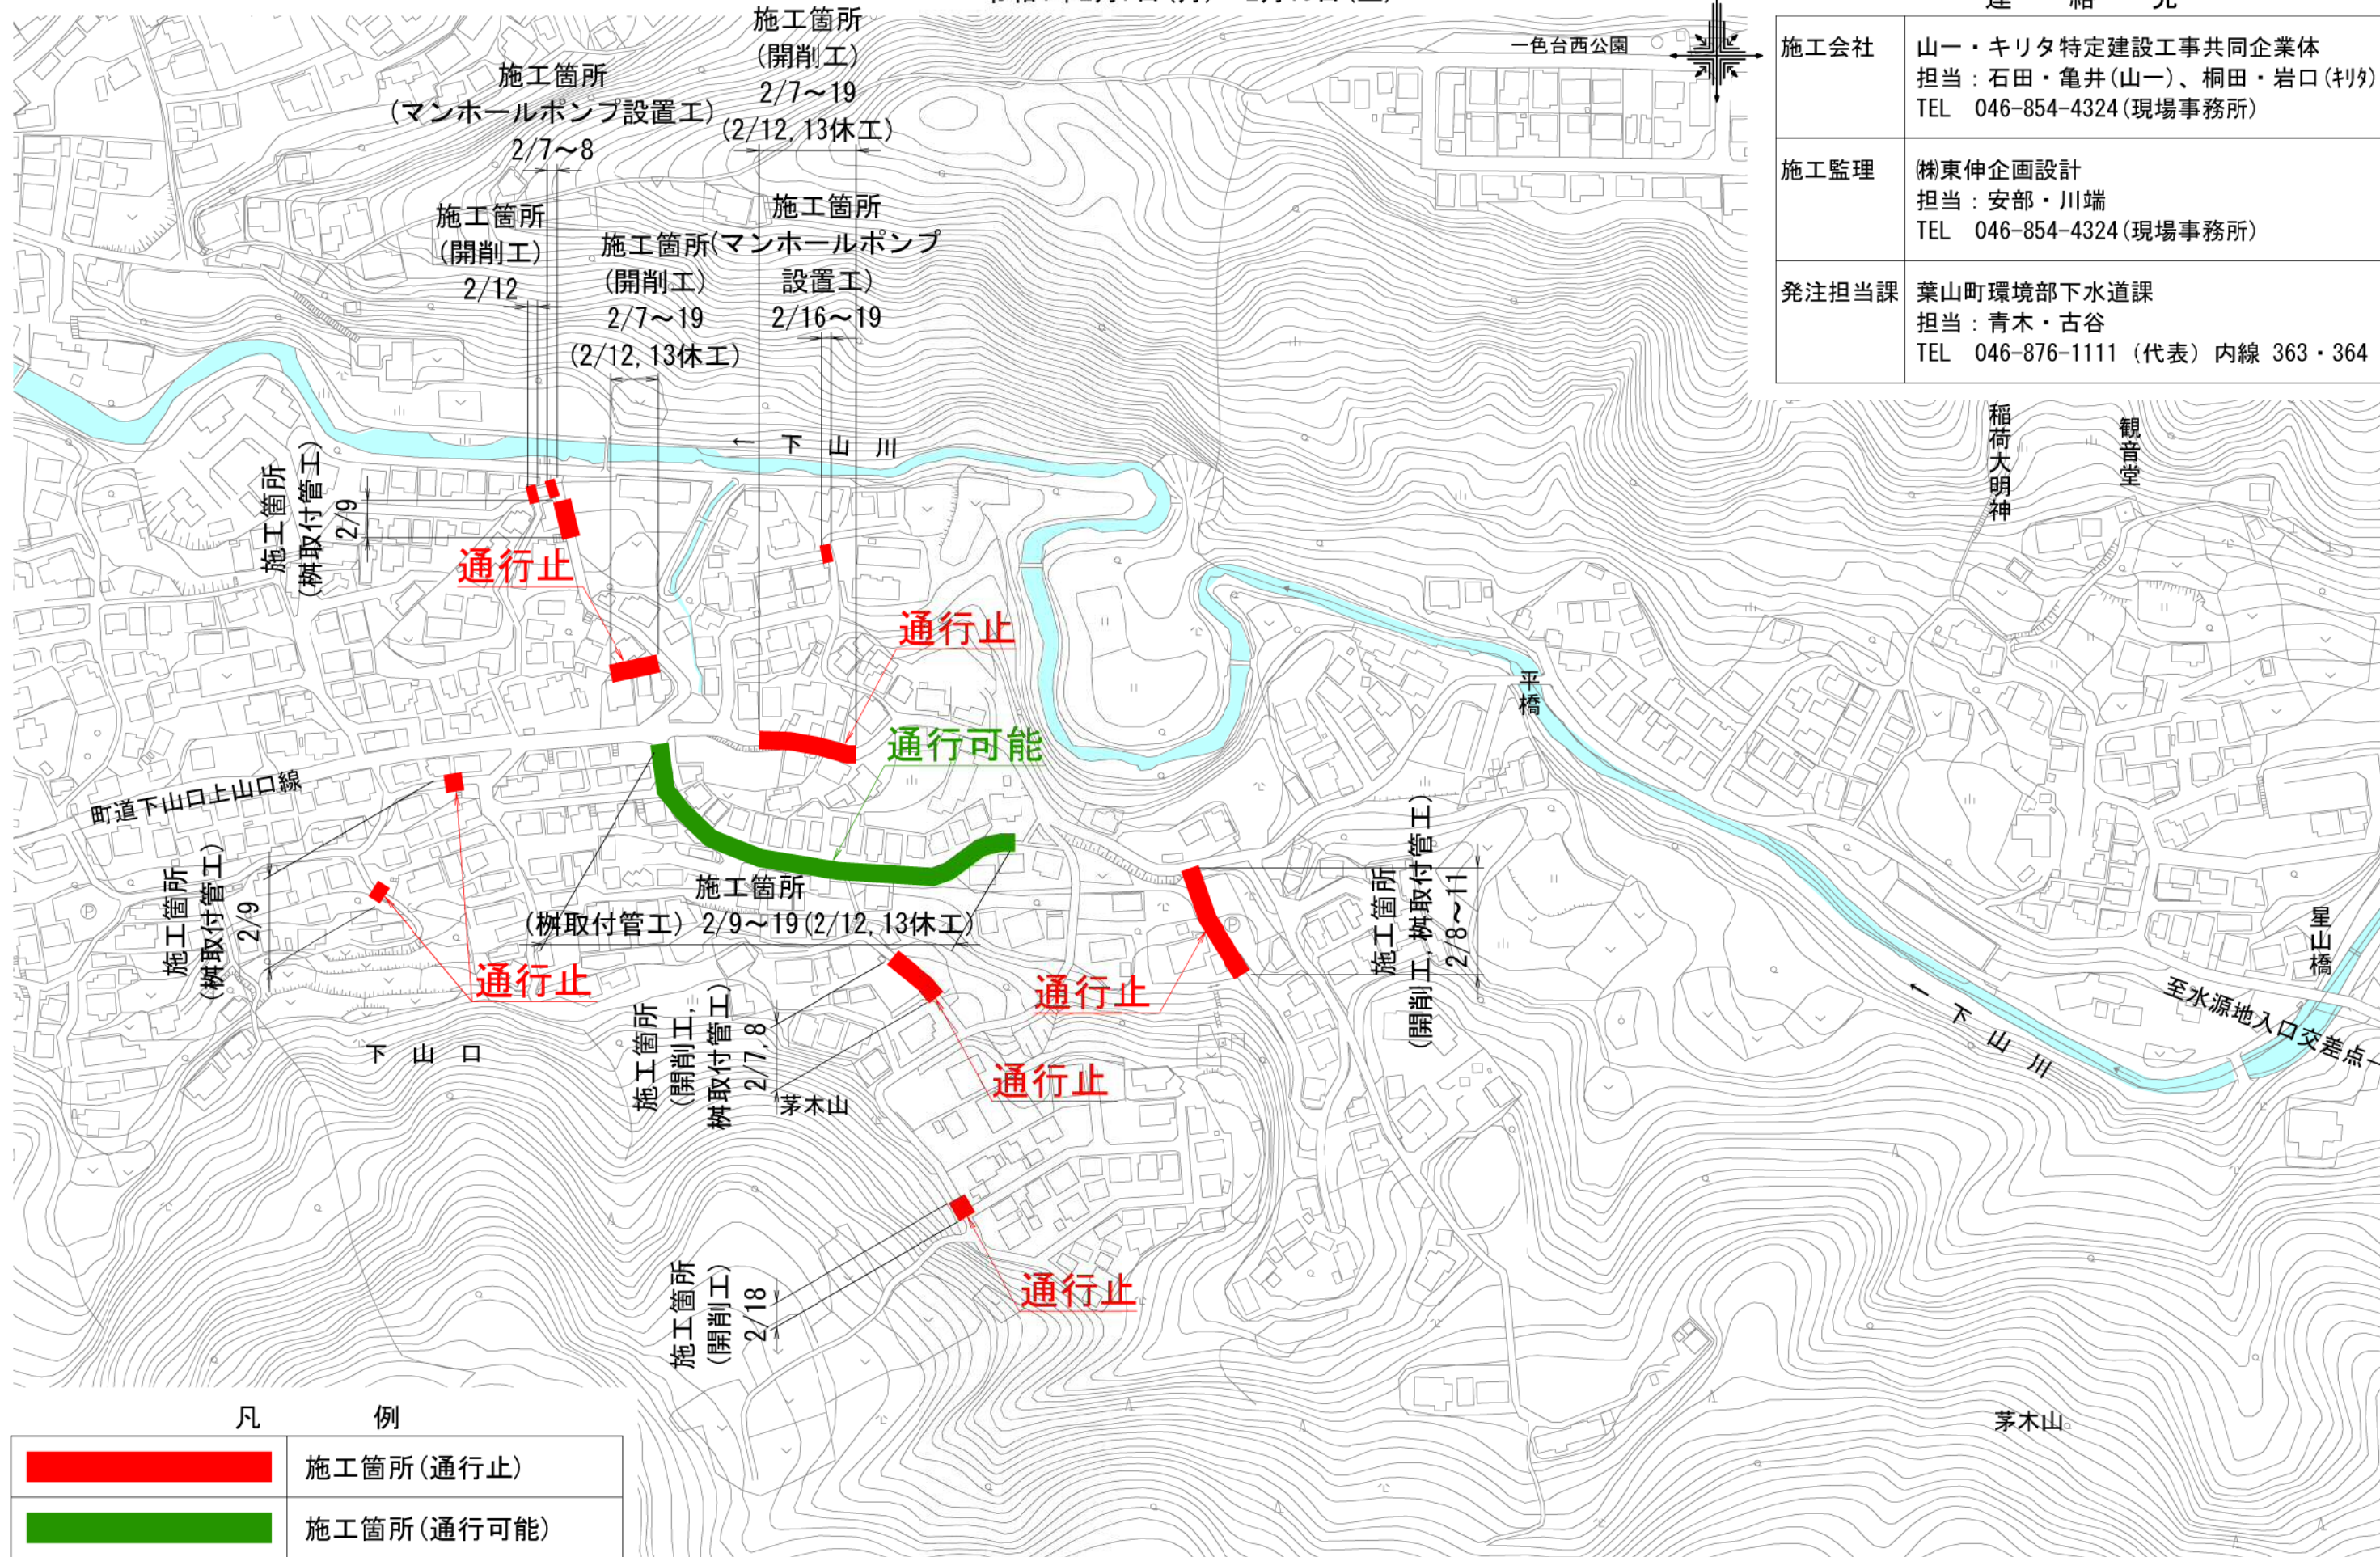 施工箇所
(開削工)
2/7～19
(2/12,13休工)
施工箇所
(マンホールポンプ設置工)
2/7～8
施工箇所
(開削工)
2/12
施工箇所
(開削工)
2/7～19
(2/12,13休工)
施工箇所
(マンホールポンプ
設置工)
2/16～19
一色台西公園
連 絡 先
施工会社
山一・キリタ特定建設工事共同企業体
担当：石田・亀井(山一)、桐田・岩口(ｷﾘﾀ)
TEL 046-854-4324(現場事務所)
施工監理
㈱東伸企画設計
担当：安部・川端
TEL 046-854-4324(現場事務所)
発注担当課
葉山町環境部下水道課
担当：青木・古谷
TEL 046-876-1111 (代表) 内線 363・364
稲荷大明神
観音堂
← 下 山 川
施工箇所
(桝取付管工)
2/9
通行止
通行止
通行可能
平橋
町道下山口上山口線
施工箇所
(桝取付管工)
2/9
通行止
施工箇所
(桝取付管工) 2/9～19(2/12,13休工)
施工箇所
(開削工,桝取付管工)
2/8～11
通行止
星山橋
至水源地入口交差点→
← 下 山 川
下 山 口
施工箇所
(開削工,
桝取付管工)
2/7,8
通行止
茅木山
施工箇所
(開削工)
2/18
通行止
茅木山
凡 例
施工箇所(通行止)
施工箇所(通行可能)